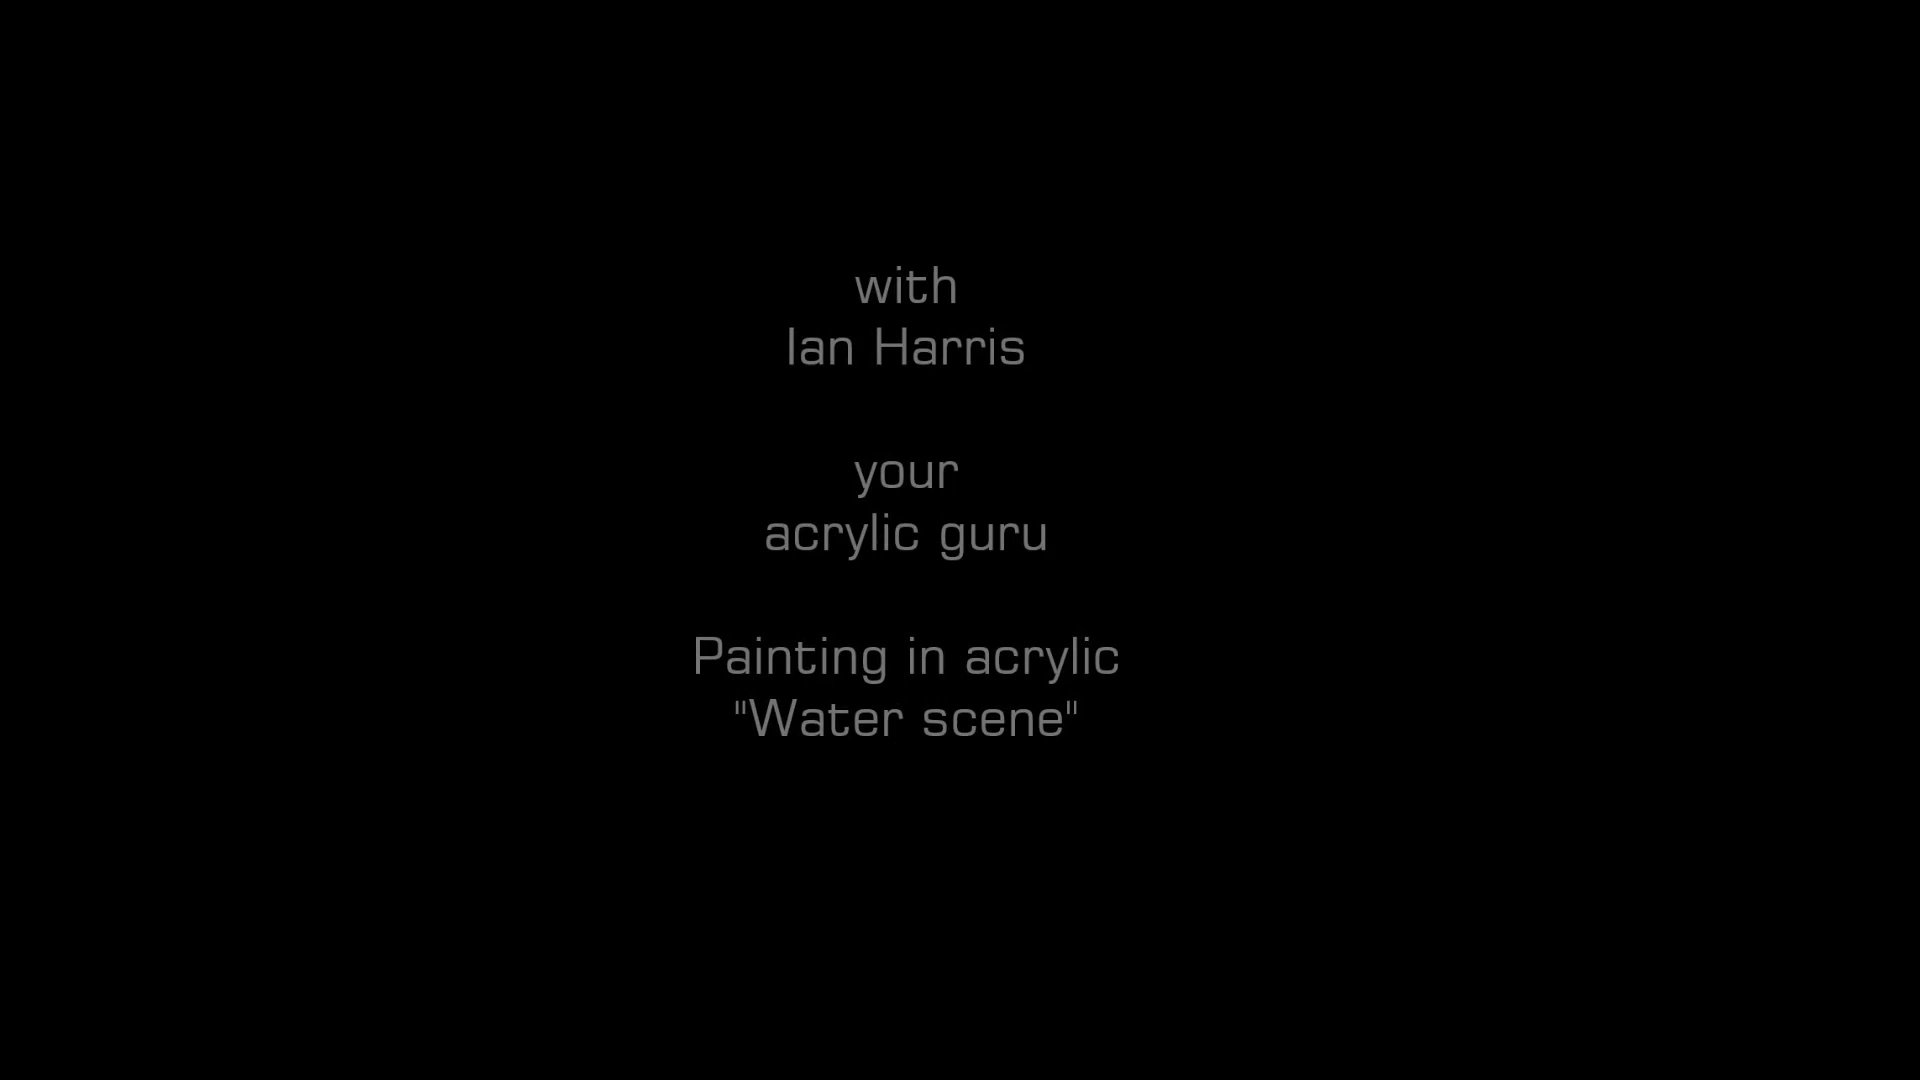 with
Ian Harris
your
acrylic guru
Painting in acrylic
"Water scene"